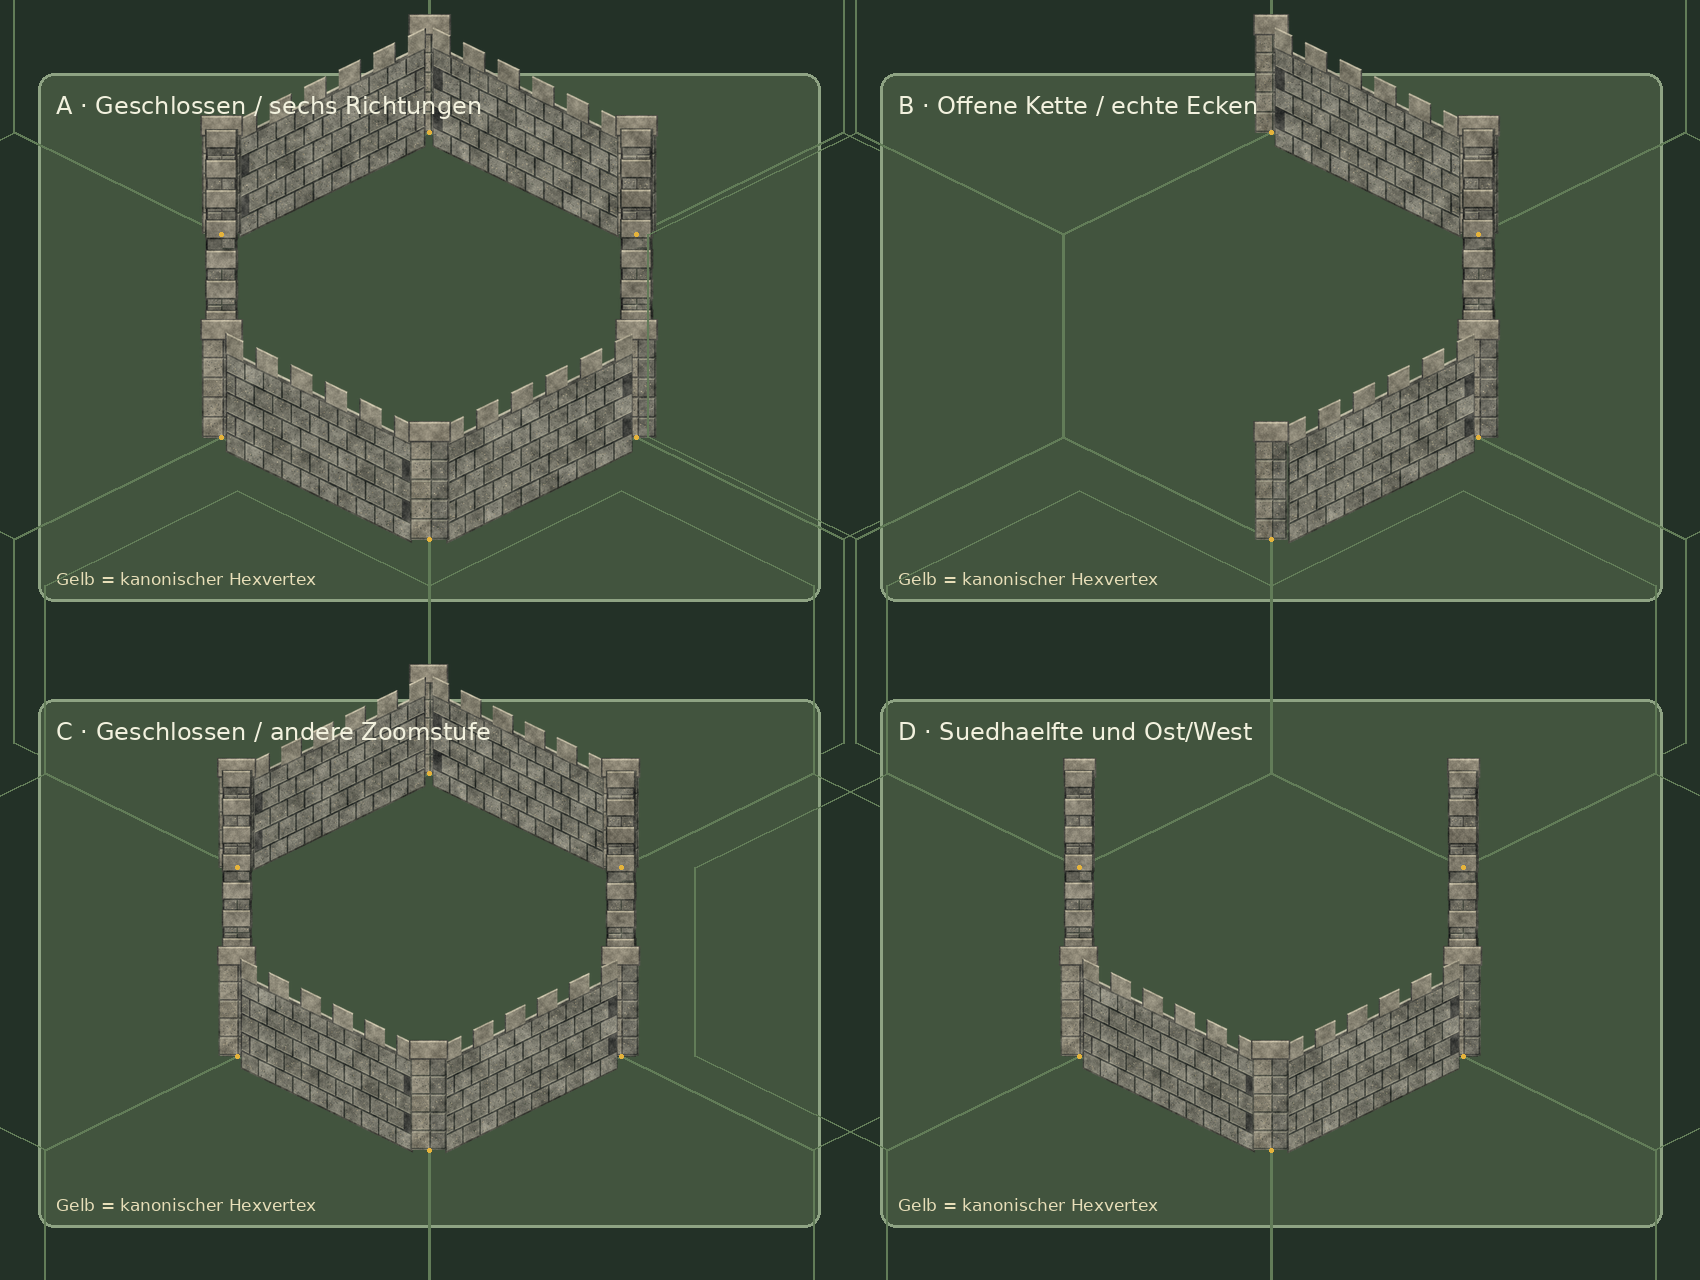 A · Geschlossen / sechs Richtungen
B · Offene Kette / echte Ecken
Gelb = kanonischer Hexvertex
Gelb = kanonischer Hexvertex
C · Geschlossen / andere Zoomstufe
D · Suedhaelfte und Ost/West
Gelb = kanonischer Hexvertex
Gelb = kanonischer Hexvertex